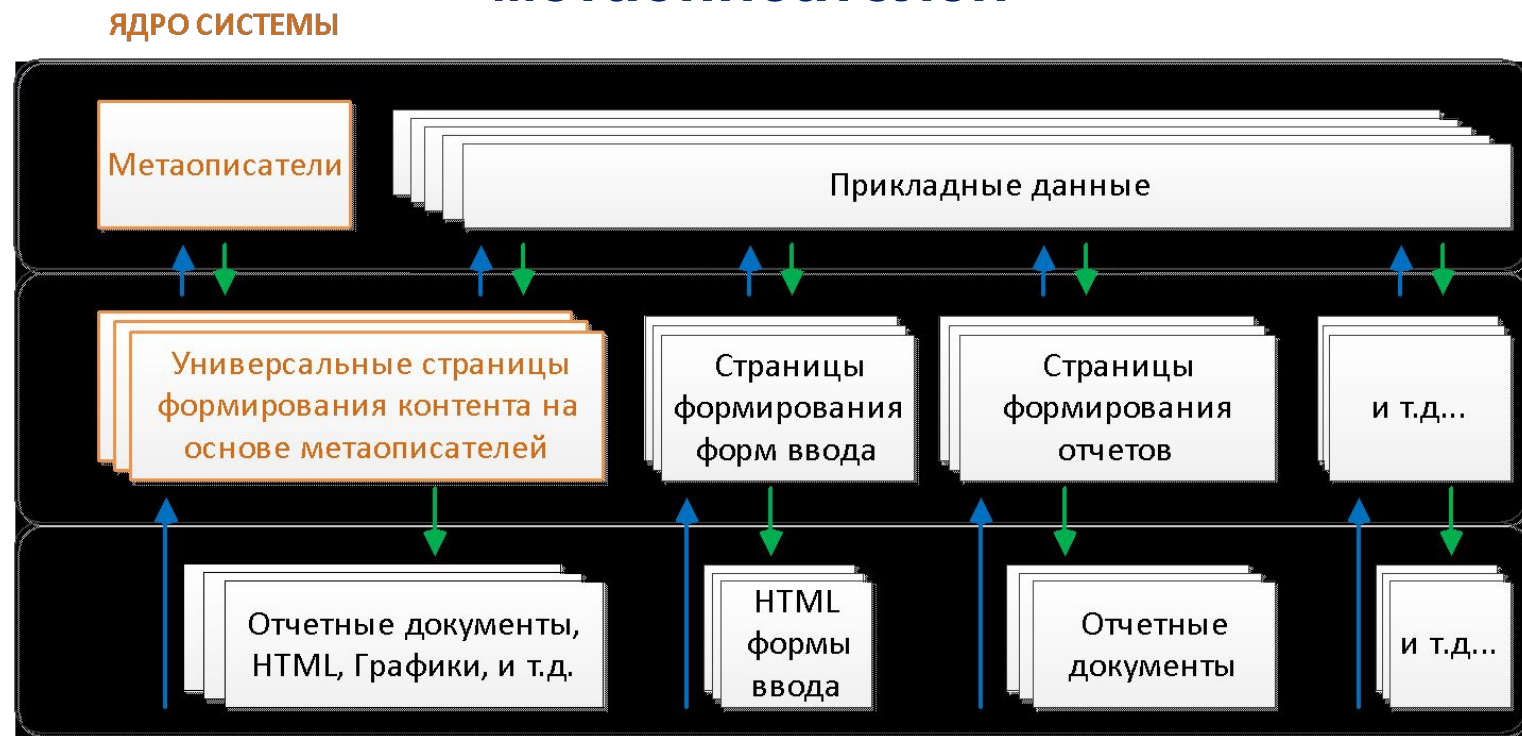 ЯДРО СИСТЕМЫ
Метаописатели
Прикладные данные
Универсальные страницы
формирования контента на
основе метаописателей
Страницы
формирования
форм ввода
Страницы
формирования
отчетов
и т.д...
Отчетные документы,
HTML, Графики, и т.д.
HTML
формы
ввода
Отчетные
документы
и т.д...